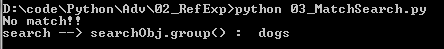 D:\code\Python\Adv\02_RefExp>python 03_MatchSearch.py
No match!!
search --> searchObj.group() :  dogs